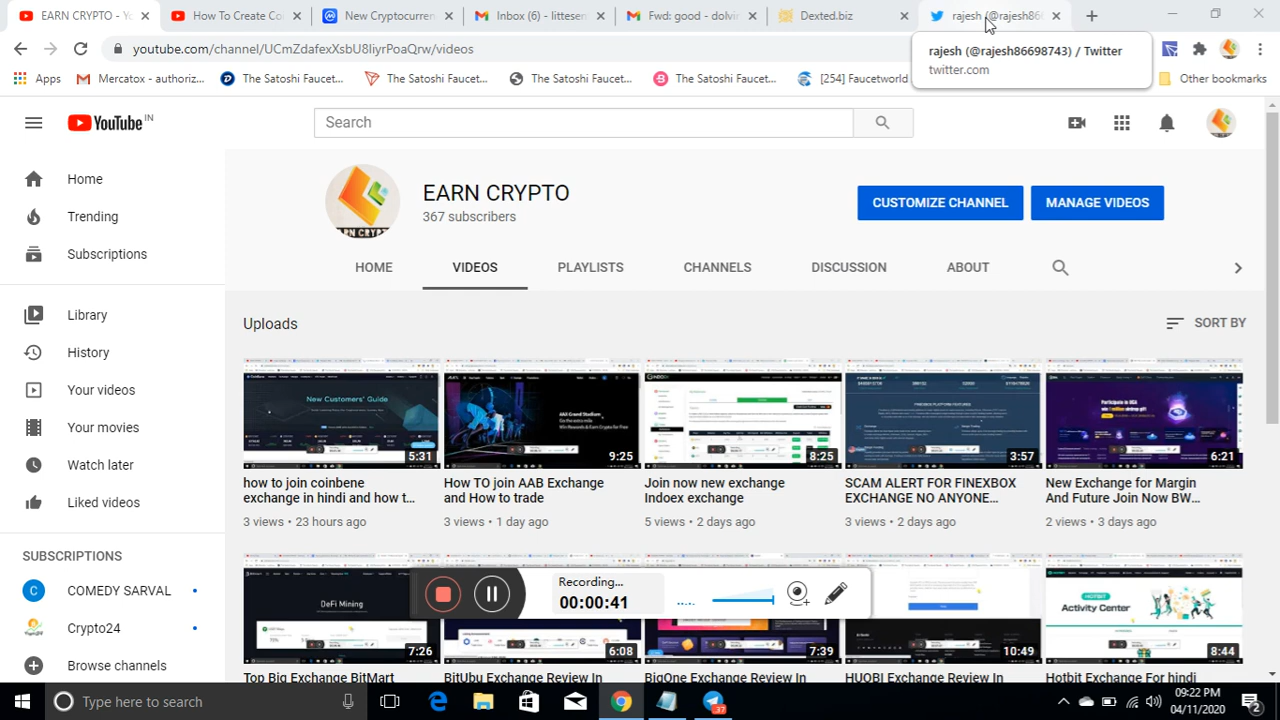 EARN CRYPTO - Yo
How To Create Co
New Cryptocurren
Inbox (6) - littesen
Fwd: good - dolvin
Dexted.biz
rajesh (@rajesh86
youtube.com/channel/UCmZdafexXsbU8IiyrPoaQrw/videos
rajesh (@rajesh86698743) / Twitter
twitter.com
Apps
Mercatox - authoriz...
The Satoshi Faucet...
The Satoshi Faucet...
The Satoshi Faucet...
The Satoshi Faucet...
[254] Faucetworld
Other bookmarks
YouTube IN
Search
Home
Trending
Subscriptions
Library
History
Your videos
Your movies
Watch later
Liked videos
SUBSCRIPTIONS
COMEDY SARVAL
Crypto24
Browse channels
EARN CRYPTO
367 subscribers
CUSTOMIZE CHANNEL
MANAGE VIDEOS
HOME
VIDEOS
PLAYLISTS
CHANNELS
DISCUSSION
ABOUT
Uploads
SORT BY
New Customers' Guide
5:31
how to join coinbene
exchange in hindi and how t...
3 views • 23 hours ago
9:25
How TO join AAB Exchange
and How to trade
3 views • 1 day ago
8:25
Join now new exchange
Indoex exchange
5 views • 2 days ago
3:57
SCAM ALERT FOR FINEXBOX
EXCHANGE NO ANYONE...
3 views • 2 days ago
6:21
New Exchange for Margin
And Future Join Now BW...
2 views • 3 days ago
DeFi Mining
7:26
6:08
7:39
10:49
Activity Center
8:44
BigOne Exchange Review In
HUOBI Exchange Review In
Hotbit Exchange For hindi
Recording...
00:00:41
Type here to search
37
09:22 PM
04/11/2020
2